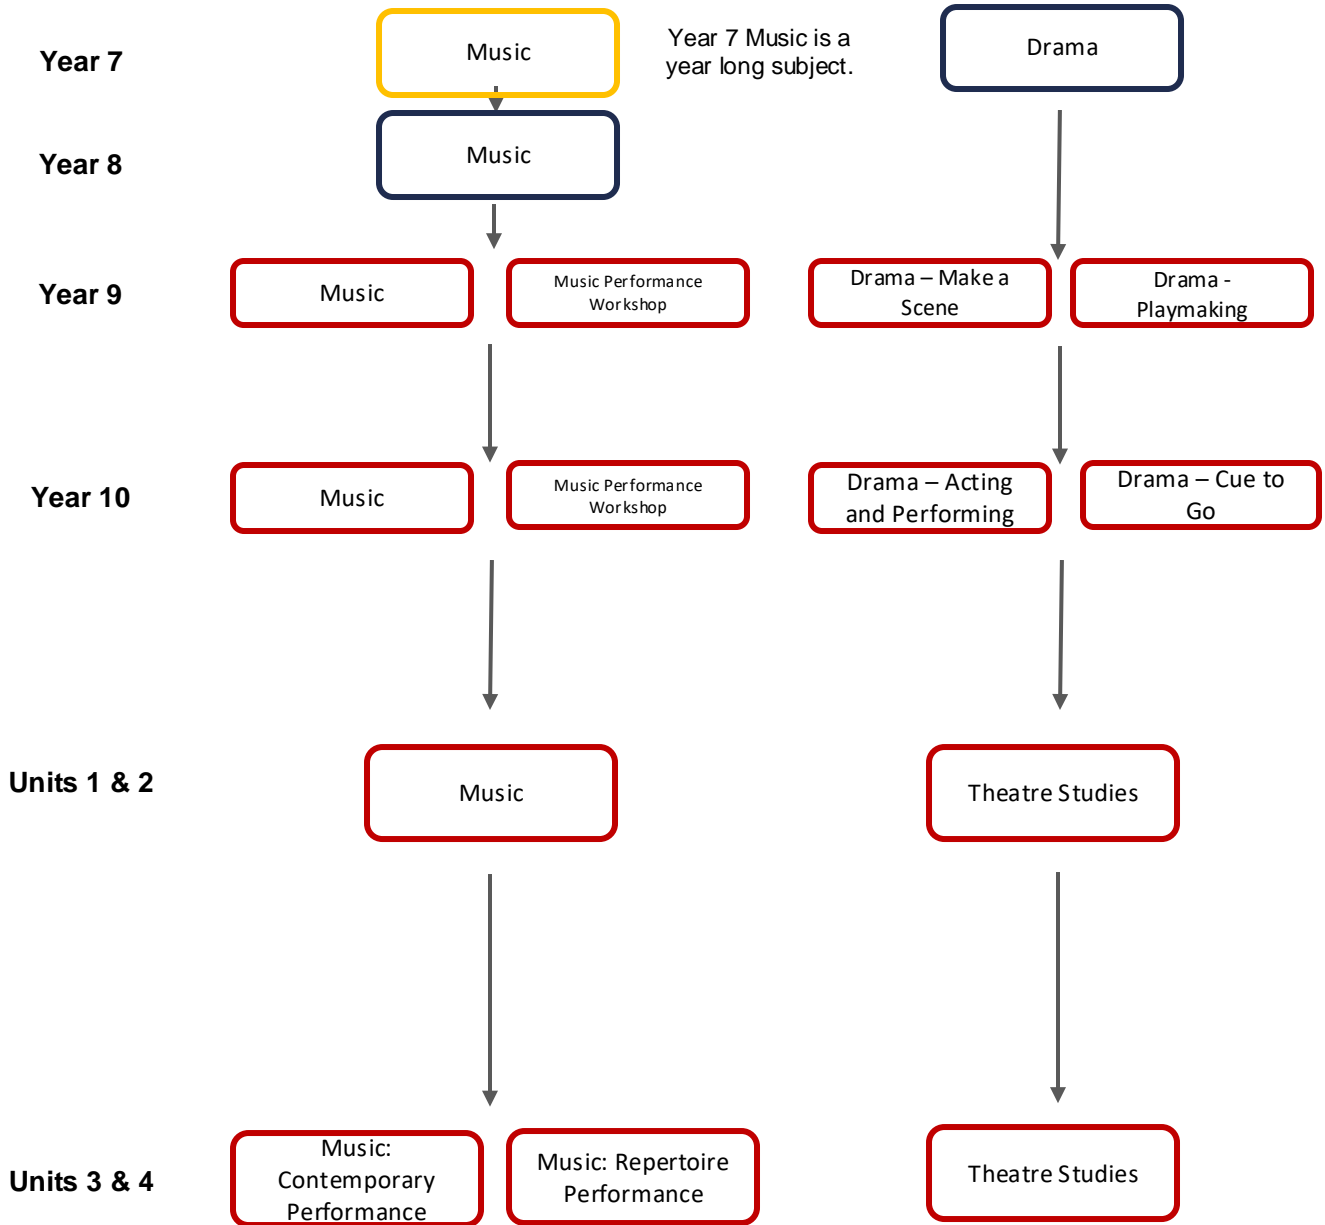 Year 7
Music
Year 7 Music is a
year long subject.
Drama
Year 8
Music
Year 9
Music
Music Performance
Workshop
Drama – Make a
Scene
Drama -
Playmaking
Year 10
Music
Music Performance
Workshop
Drama – Acting
and Performing
Drama – Cue to
Go
Units 1 & 2
Music
Theatre Studies
Units 3 & 4
Music:
Contemporary
Performance
Music: Repertoire
Performance
Theatre Studies